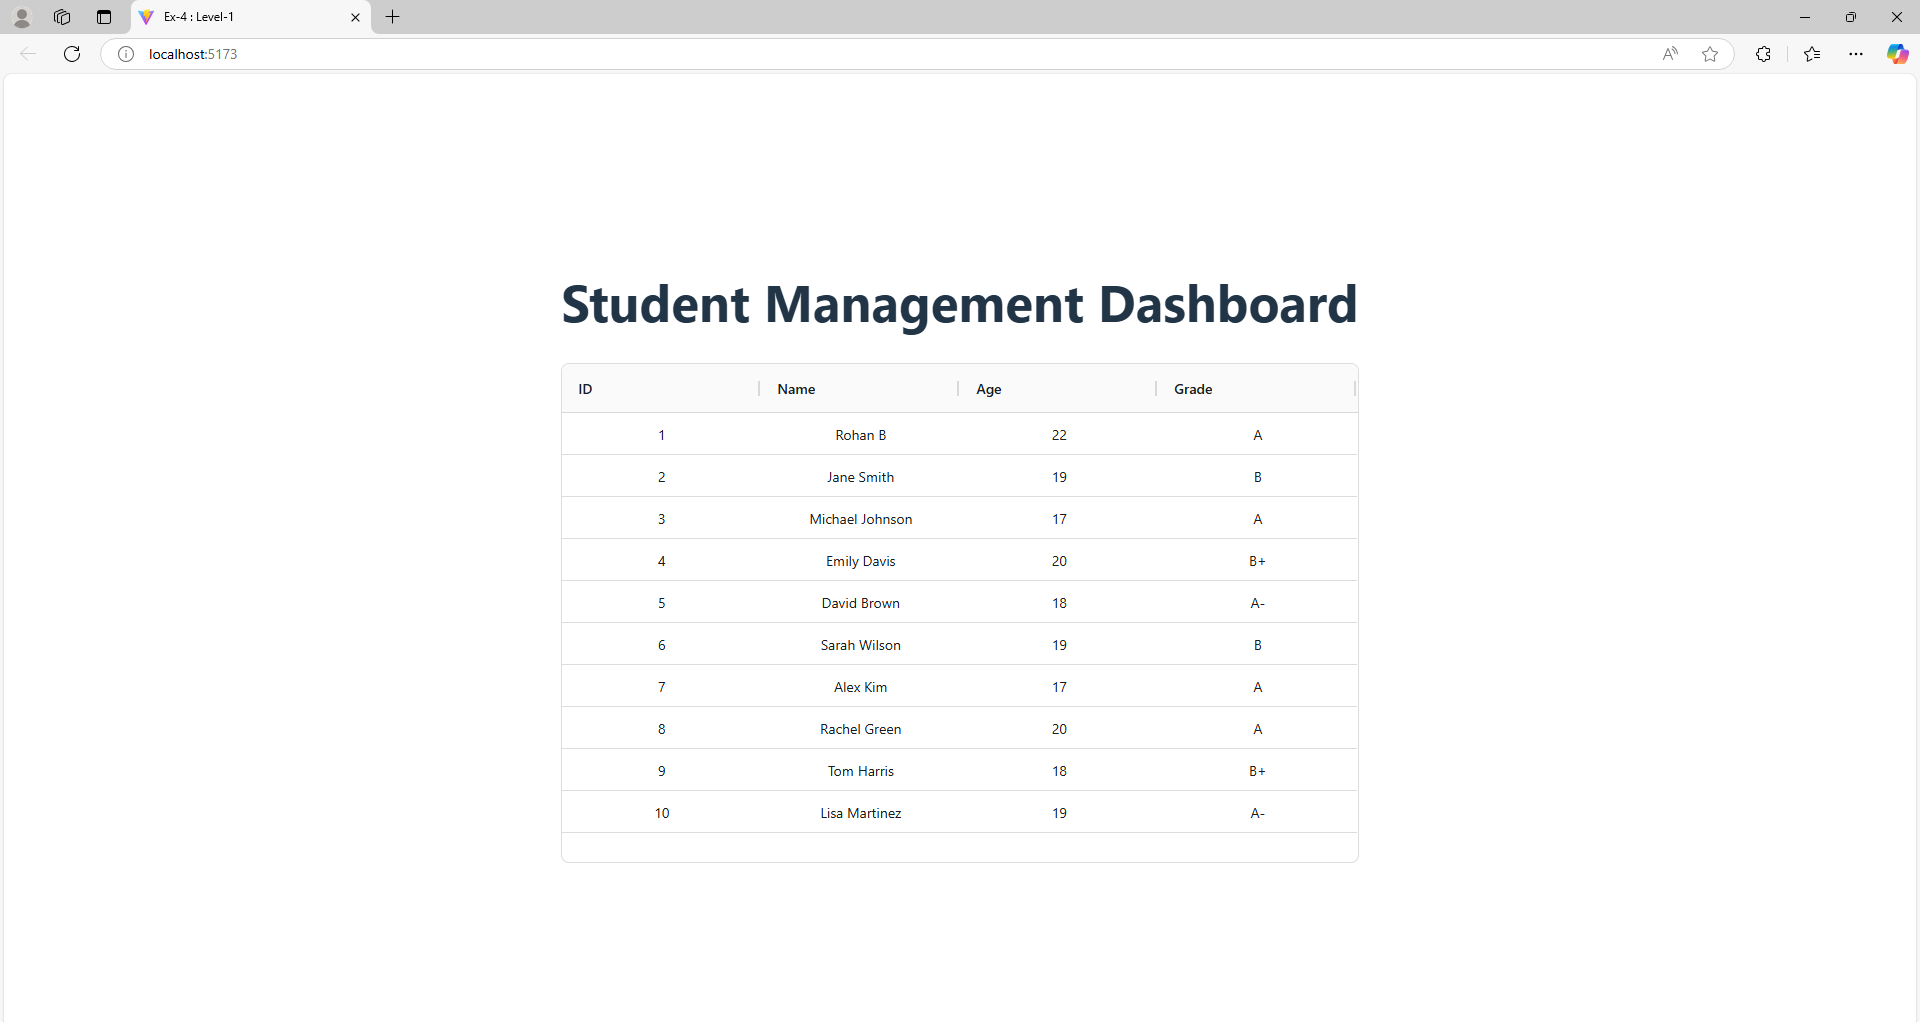 Ex-4 : Level-1
localhost:5173
Student Management Dashboard
ID Name Age Grade
1 Rohan B 22 A
2 Jane Smith 19 B
3 Michael Johnson 17 A
4 Emily Davis 20 B+
5 David Brown 18 A-
6 Sarah Wilson 19 B
7 Alex Kim 17 A
8 Rachel Green 20 A
9 Tom Harris 18 B+
10 Lisa Martinez 19 A-